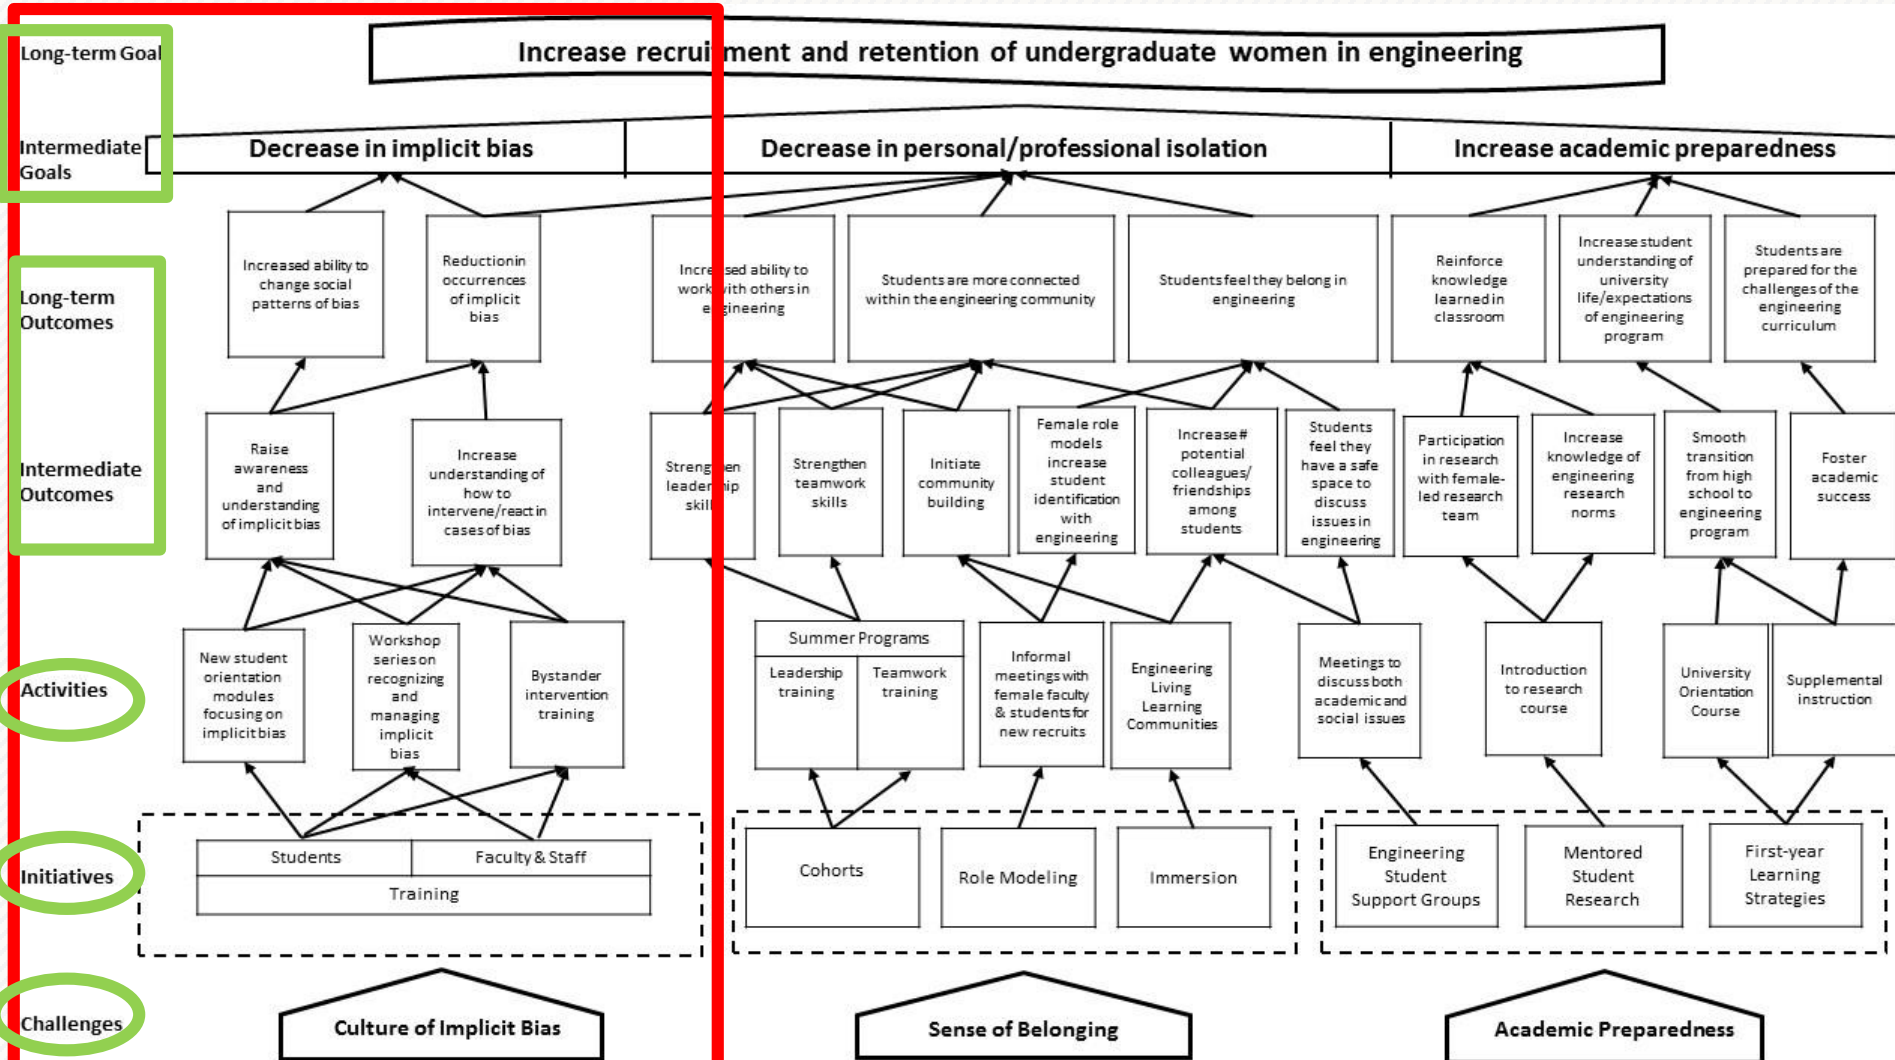 Long-term Goal
Increase recruitment and retention of undergraduate women in engineering
Intermediate
Goals
Decrease in implicit bias
Decrease in personal/professional isolation
Increase academic preparedness
Long-term
Outcomes
Increased ability to
change social
patterns of bias
Reduction in
occurrences
of implicit
bias
Increased ability to
work with others in
engineering
Students are more connected
within the engineering community
Students feel they belong in
engineering
Reinforce
knowledge
learned in
classroom
Increase student
understanding of
university
life/expectations
of engineering
program
Students are
prepared for the
challenges of the
engineering
curriculum
Intermediate
Outcomes
Raise
awareness
and
understanding
of implicit bias
Increase
understanding of
how to
intervene/react in
cases of bias
Strengthen
leadership
skills
Strengthen
teamwork
skills
Initiate
community
building
Female role
models
increase
student
identification
with
engineering
Increase #
potential
colleagues/
friendships
among
students
Students
feel they
have a safe
space to
discuss
issues in
engineering
Participation
in research
with female-
led research
team
Increase
knowledge of
engineering
research
norms
Smooth
transition
from high
school to
engineering
program
Foster
academic
success
Activities
New student
orientation
modules
focusing on
implicit bias
Workshop
series on
recognizing
and
managing
implicit
bias
Bystander
intervention
training
Summer Programs
Leadership
training
Teamwork
training
Informal
meetings with
female faculty
& students for
new recruits
Engineering
Living
Learning
Communities
Meetings to
discuss both
academic and
social issues
Introduction
to research
course
University
Orientation
Course
Supplemental
instruction
Initiatives
Students
Faculty & Staff
Training
Cohorts
Role Modeling
Immersion
Engineering
Student
Support Groups
Mentored
Student
Research
First-year
Learning
Strategies
Challenges
Culture of Implicit Bias
Sense of Belonging
Academic Preparedness